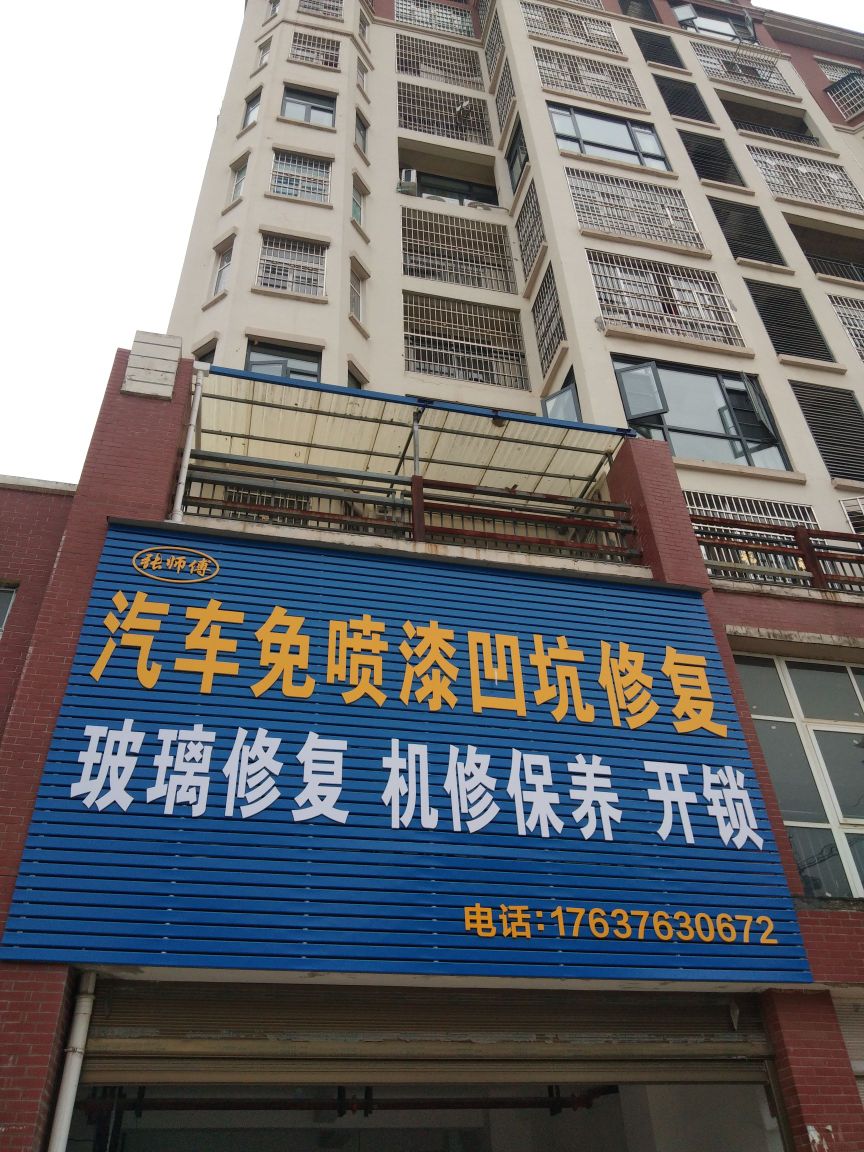 张师傅
汽车免喷漆凹坑修复
玻璃修复 机修保养 开锁
电话:17637630672